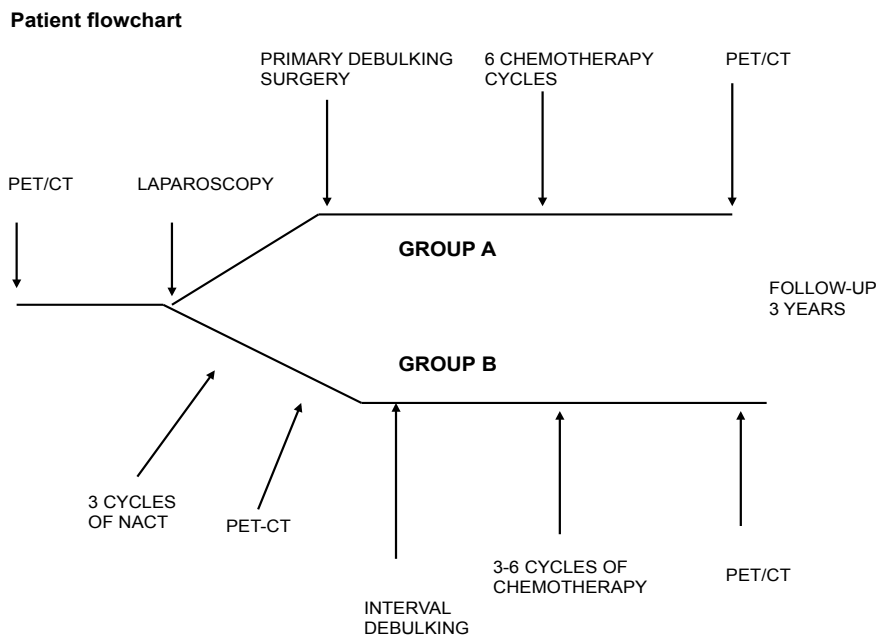 Patient flowchart
PRIMARY DEBULKING
SURGERY
6 CHEMOTHERAPY
CYCLES
PET/CT
PET/CT
LAPAROSCOPY
GROUP A
FOLLOW-UP
3 YEARS
GROUP B
3 CYCLES
OF NACT
PET-CT
INTERVAL
DEBULKING
3-6 CYCLES OF
CHEMOTHERAPY
PET/CT